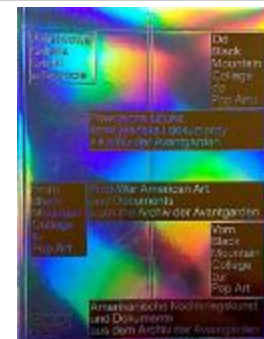 Od
Black
Mountain
College
do
Pop Artu
Powojenna sztuka
amerykańska i dokumenty
z Archiv der Avantgarden
From
Black
Mountain
College
to
Pop Art
Post-War American Art
and Documents
from the Archiv der Avantgarden
Vom
Black
Mountain
College
zur
Pop Art
Amerikanische Nachkriegskunst
und Dokumente
aus dem Archiv der Avantgarden